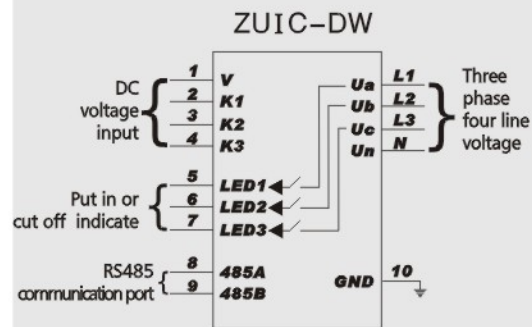 ZUIC-DW
DC
voltage
input
1 V
2 K1
3 K2
4 K3
Put in or
cut off indicate
5 LED1
6 LED2
7 LED3
RS485
communication port
8 485A
9 485B
Ua L1
Ub L2
Uc L3
Un N
Three
phase
four line
voltage
GND 10